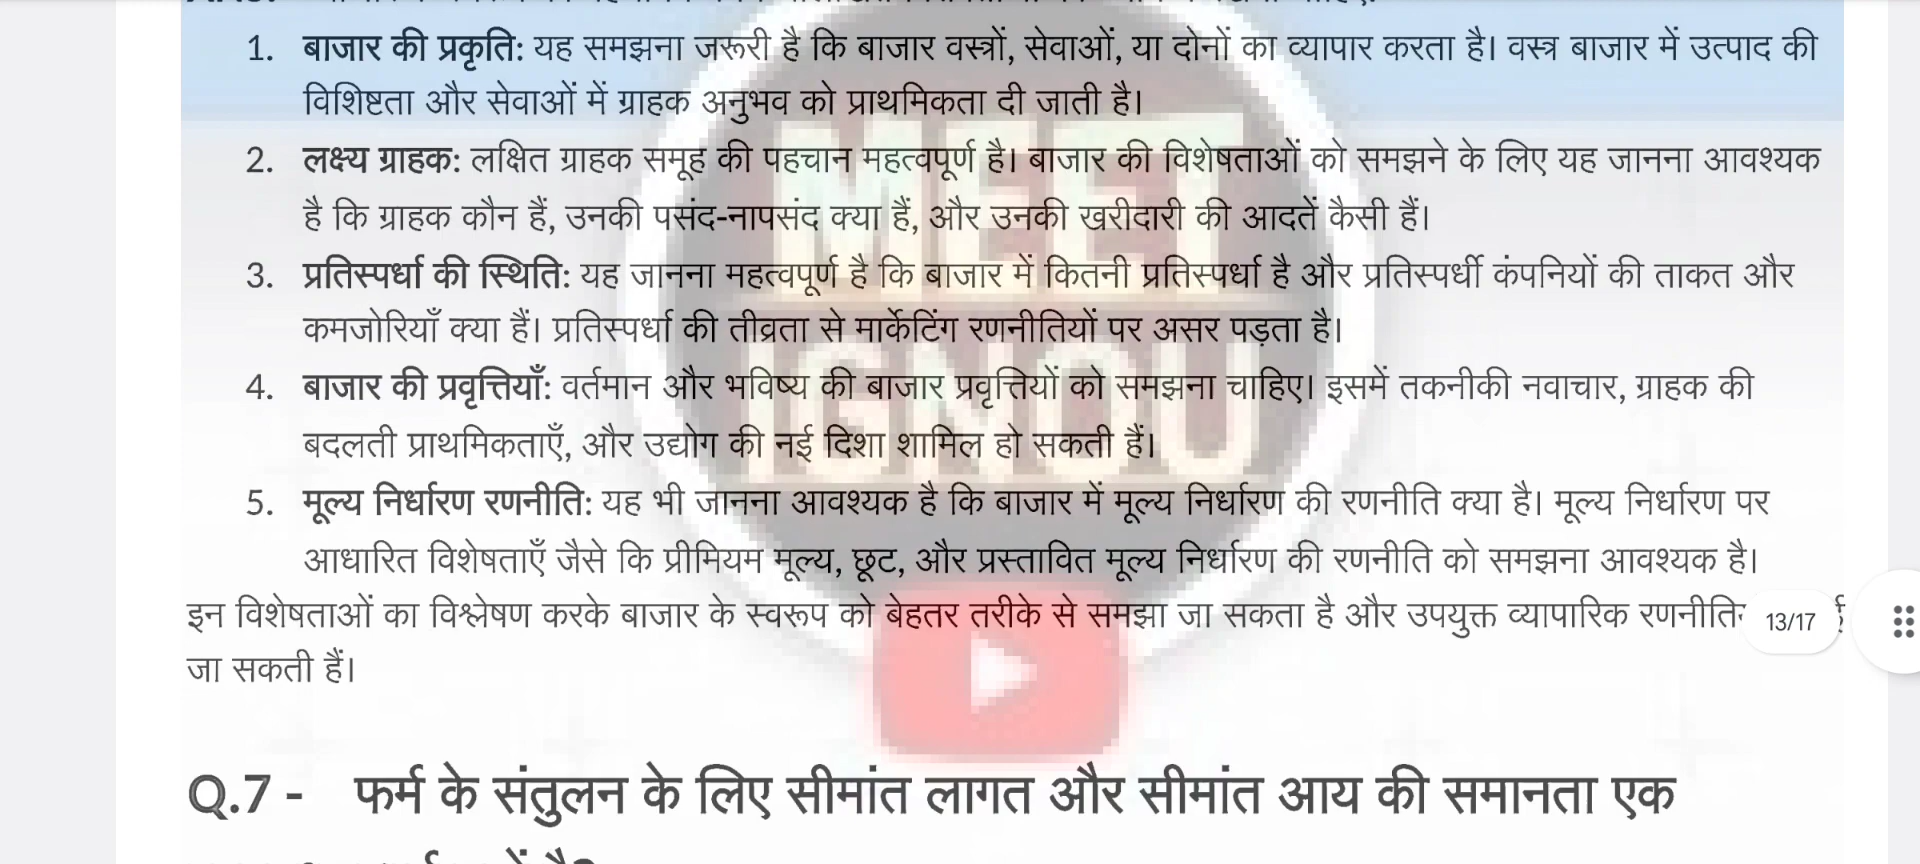 1. बाजार की प्रकृति: यह समझना जरूरी है कि बाजार वस्त्रों, सेवाओं, या दोनों का व्यापार करता है। वस्त्र बाजार में उत्पाद की
विशिष्टता और सेवाओं में ग्राहक अनुभव को प्राथमिकता दी जाती है।
2. लक्ष्य ग्राहक: लक्षित ग्राहक समूह की पहचान महत्वपूर्ण है। बाजार की विशेषताओं को समझने के लिए यह जानना आवश्यक
है कि ग्राहक कौन हैं, उनकी पसंद-नापसंद क्या हैं, और उनकी खरीदारी की आदतें कैसी हैं।
3. प्रतिस्पर्धा की स्थिति: यह जानना महत्वपूर्ण है कि बाजार में कितनी प्रतिस्पर्धा है और प्रतिस्पर्धी कंपनियों की ताकत और
कमजोरियाँ क्या हैं। प्रतिस्पर्धा की तीव्रता से मार्केटिंग रणनीतियों पर असर पड़ता है।
4. बाजार की प्रवृत्तियाँ: वर्तमान और भविष्य की बाजार प्रवृत्तियों को समझना चाहिए। इसमें तकनीकी नवाचार, ग्राहक की
बदलती प्राथमिकताएँ, और उद्योग की नई दिशा शामिल हो सकती हैं।
5. मूल्य निर्धारण रणनीति: यह भी जानना आवश्यक है कि बाजार में मूल्य निर्धारण की रणनीति क्या है। मूल्य निर्धारण पर
आधारित विशेषताएँ जैसे कि प्रीमियम मूल्य, छूट, और प्रस्तावित मूल्य निर्धारण की रणनीति को समझना आवश्यक है।
इन विशेषताओं का विश्लेषण करके बाजार के स्वरूप को बेहतर तरीके से समझा जा सकता है और उपयुक्त व्यापारिक
13/17
जा सकती हैं।
Q.7 - फर्म के संतुलन के लिए सीमांत लागत और सीमांत आय की समानता एक
MEET
IGNOU